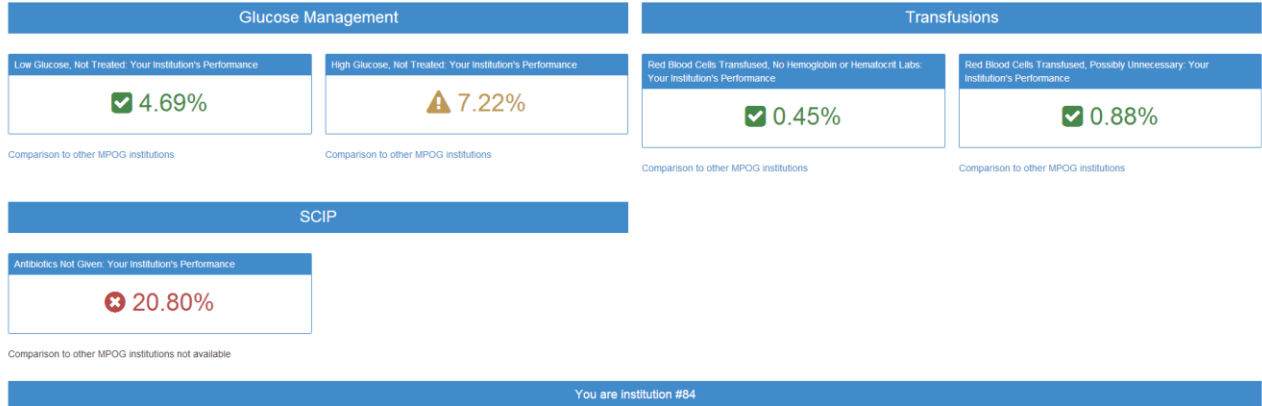 Glucose Management
Low Glucose, Not Treated: Your Institution's Performance
4.69%
Comparison to other MPOG institutions
High Glucose, Not Treated: Your Institution's Performance
7.22%
Comparison to other MPOG institutions
Transfusions
Red Blood Cells Transfused, No Hemoglobin or Hematocrit Labs:
Your Institution's Performance
0.45%
Comparison to other MPOG institutions
Red Blood Cells Transfused, Possibly Unnecessary: Your
Institution's Performance
0.88%
Comparison to other MPOG institutions
SCIP
Antibiotics Not Given: Your Institution's Performance
20.80%
Comparison to other MPOG institutions not available
You are institution #84